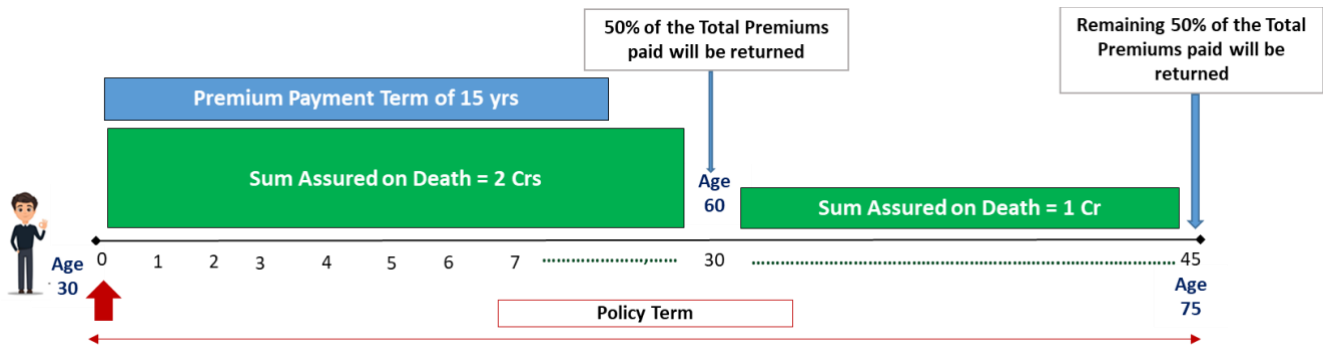 50% of the Total Premiums
paid will be returned
Remaining 50% of the Total
Premiums paid will be
returned
Premium Payment Term of 15 yrs
Sum Assured on Death = 2 Crs
Age
60
Sum Assured on Death = 1 Cr
Age
30
0 1 2 3 4 5 6 7 ........................,...... 30 ............................................................ 45
Age
75
Policy Term